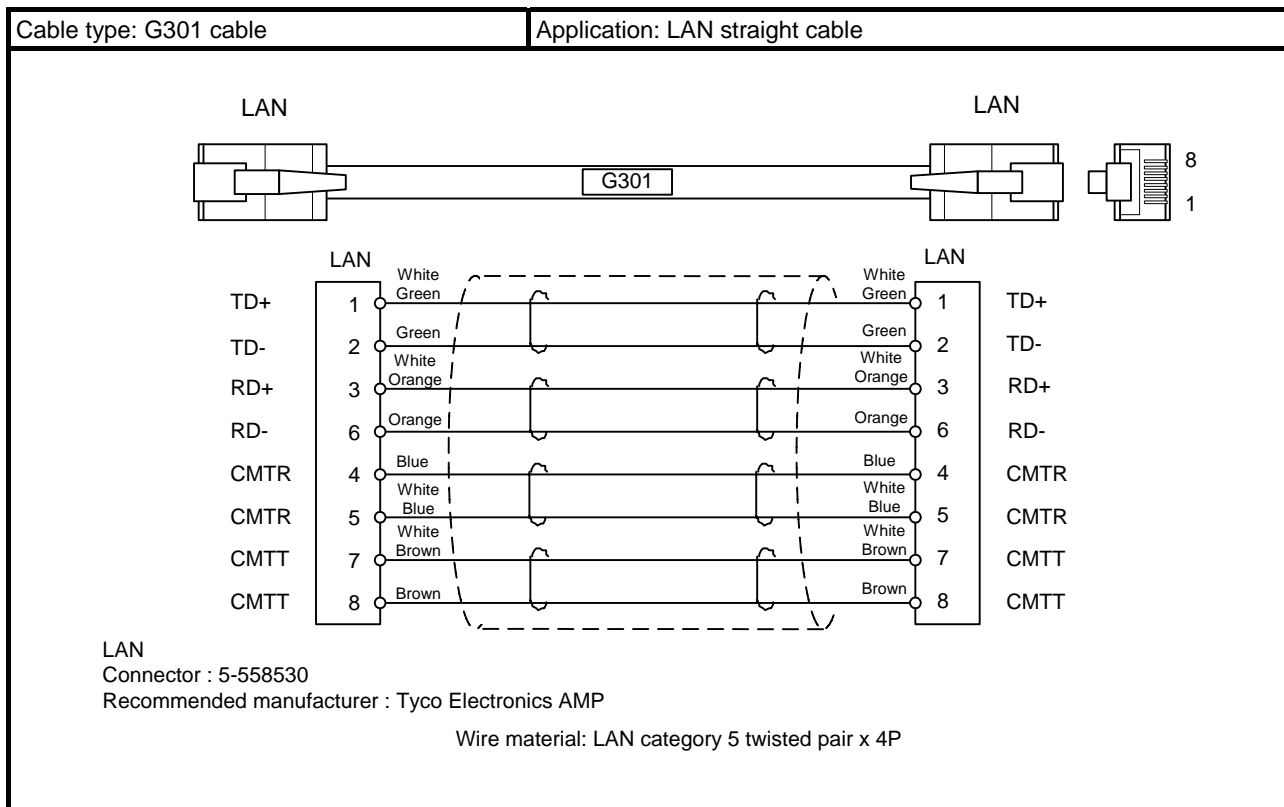 Cable type: G301 cable
Application: LAN straight cable
LAN
LAN
G301
8
1
LAN
LAN
TD+ 1 White Green White Green 1 TD+
TD- 2 Green Green 2 TD-
RD+ 3 White Orange White Orange 3 RD+
RD- 6 Orange Orange 6 RD-
CMTR 4 Blue Blue 4 CMTR
CMTR 5 White Blue White Blue 5 CMTR
CMTT 7 White Brown White Brown 7 CMTT
CMTT 8 Brown Brown 8 CMTT
LAN
Connector : 5-558530
Recommended manufacturer : Tyco Electronics AMP
Wire material: LAN category 5 twisted pair x 4P